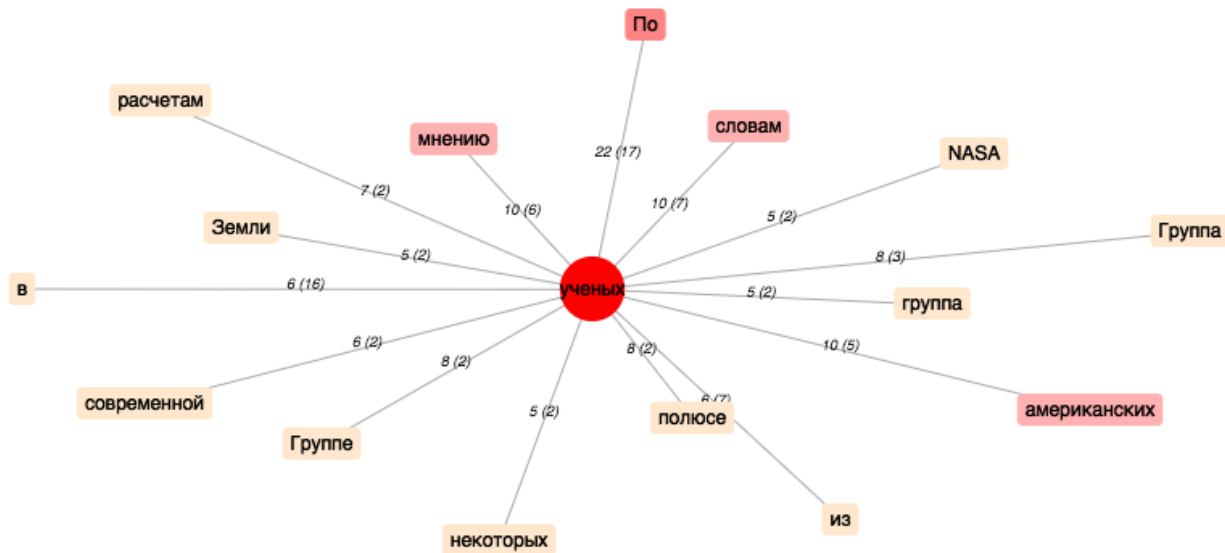 По
расчетам
мнению
словам
NASA
22 (17)
7 (2)
10 (6)
10 (7)
5 (2)
Земли
Группа
5 (2)
8 (3)
в
6 (16)
ученых
5 (2)
группа
6 (2)
8 (2)
8 (2)
10 (5)
современной
Группе
5 (2)
6 (7)
полюсе
американских
некоторых
из